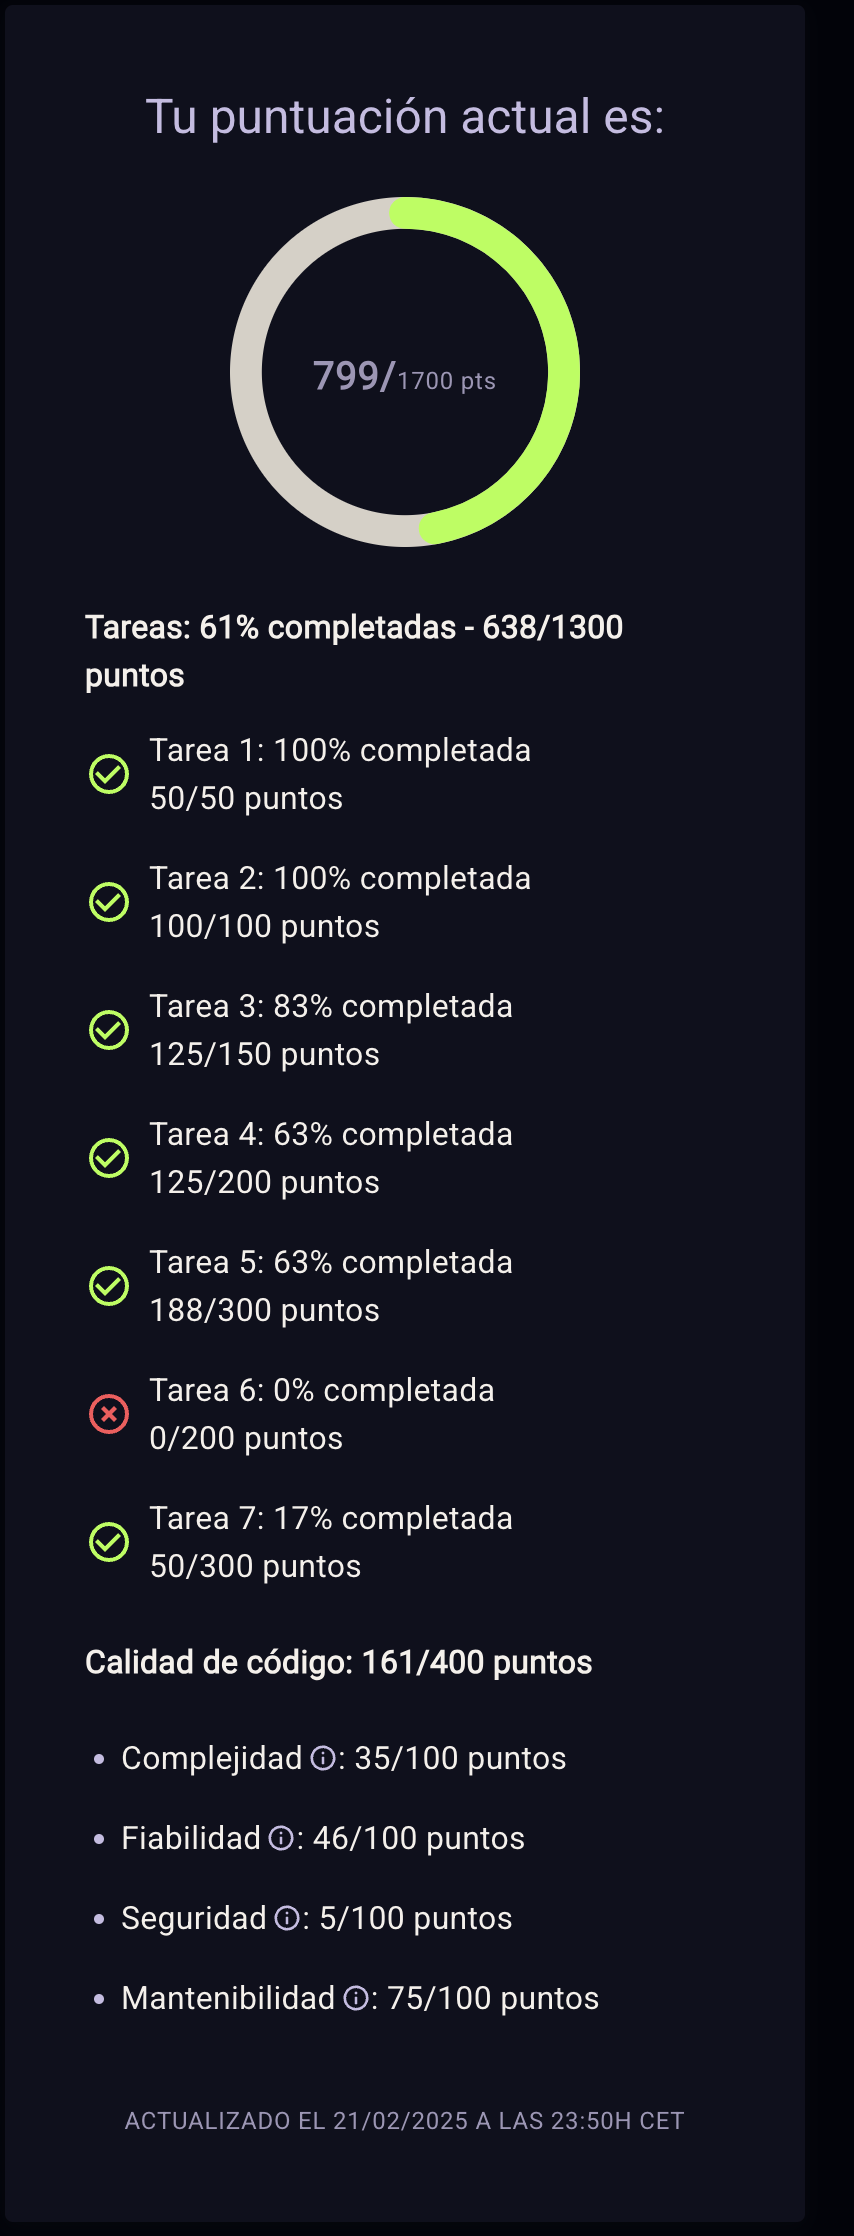 Tu puntuación actual es:
799/1700 pts
Tareas: 61% completadas - 638/1300
puntos
Tarea 1: 100% completada
50/50 puntos
Tarea 2: 100% completada
100/100 puntos
Tarea 3: 83% completada
125/150 puntos
Tarea 4: 63% completada
125/200 puntos
Tarea 5: 63% completada
188/300 puntos
Tarea 6: 0% completada
0/200 puntos
Tarea 7: 17% completada
50/300 puntos
Calidad de código: 161/400 puntos
Complejidad : 35/100 puntos
Fiabilidad : 46/100 puntos
Seguridad : 5/100 puntos
Mantenibilidad : 75/100 puntos
ACTUALIZADO EL 21/02/2025 A LAS 23:50H CET